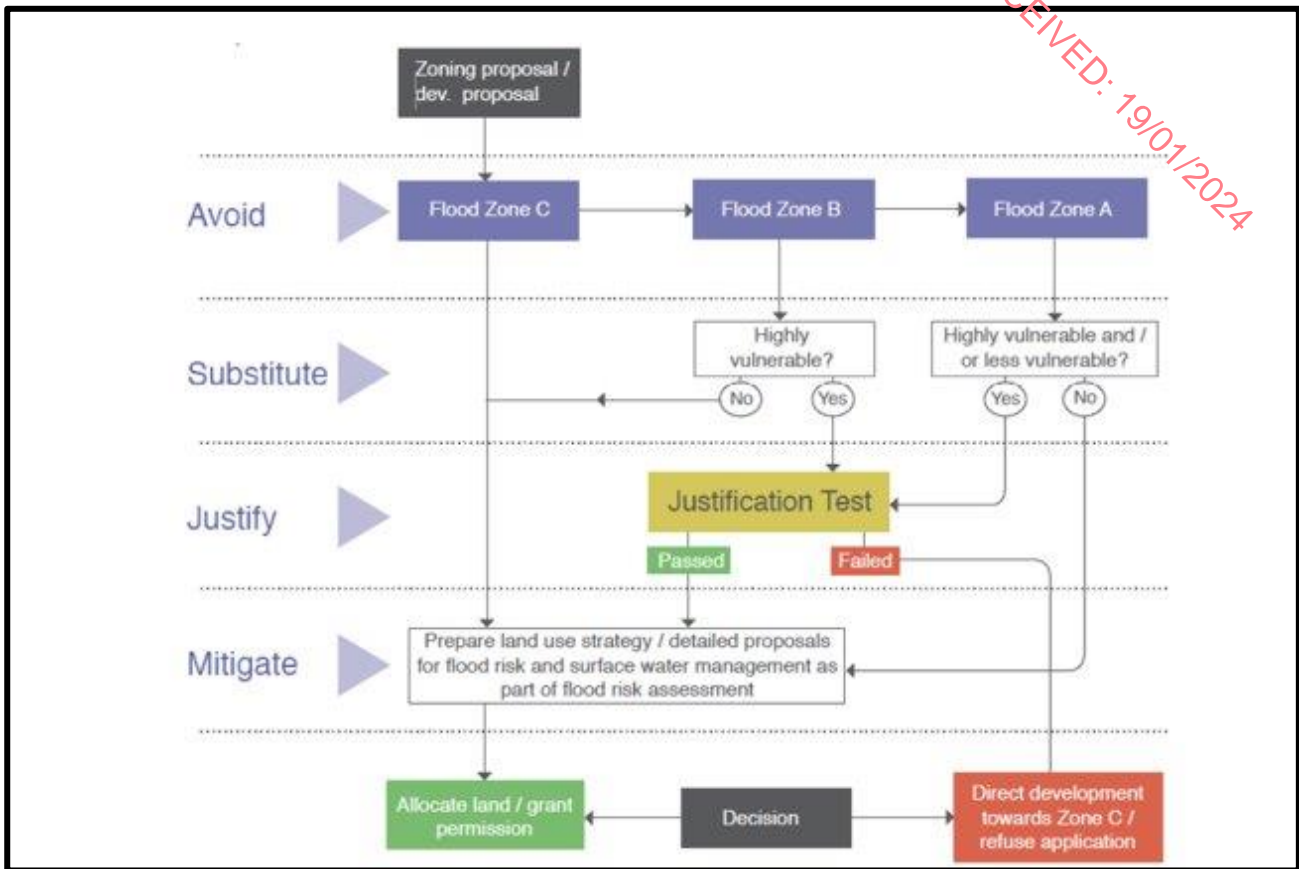 CEIVED: 19/01/2024
Zoning proposal /
dev. proposal
Avoid
Flood Zone C
Flood Zone B
Flood Zone A
Substitute
Highly
vulnerable?
No
Yes
Highly vulnerable and /
or less vulnerable?
Yes
No
Justify
Justification Test
Passed
Failed
Mitigate
Prepare land use strategy / detailed proposals
for flood risk and surface water management as
part of flood risk assessment
Allocate land / grant
permission
Decision
Direct development
towards Zone C /
refuse application